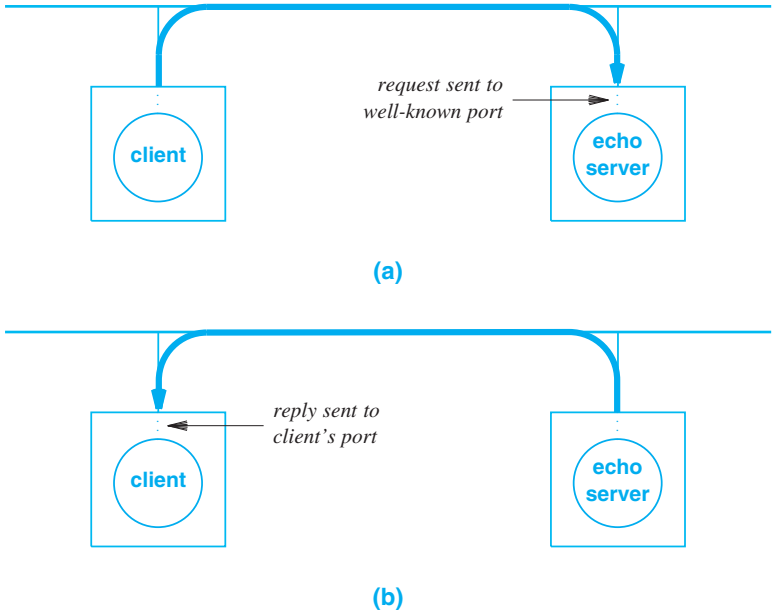 request sent to
well-known port
client
echo
server
(a)
reply sent to
client's port
client
echo
server
(b)